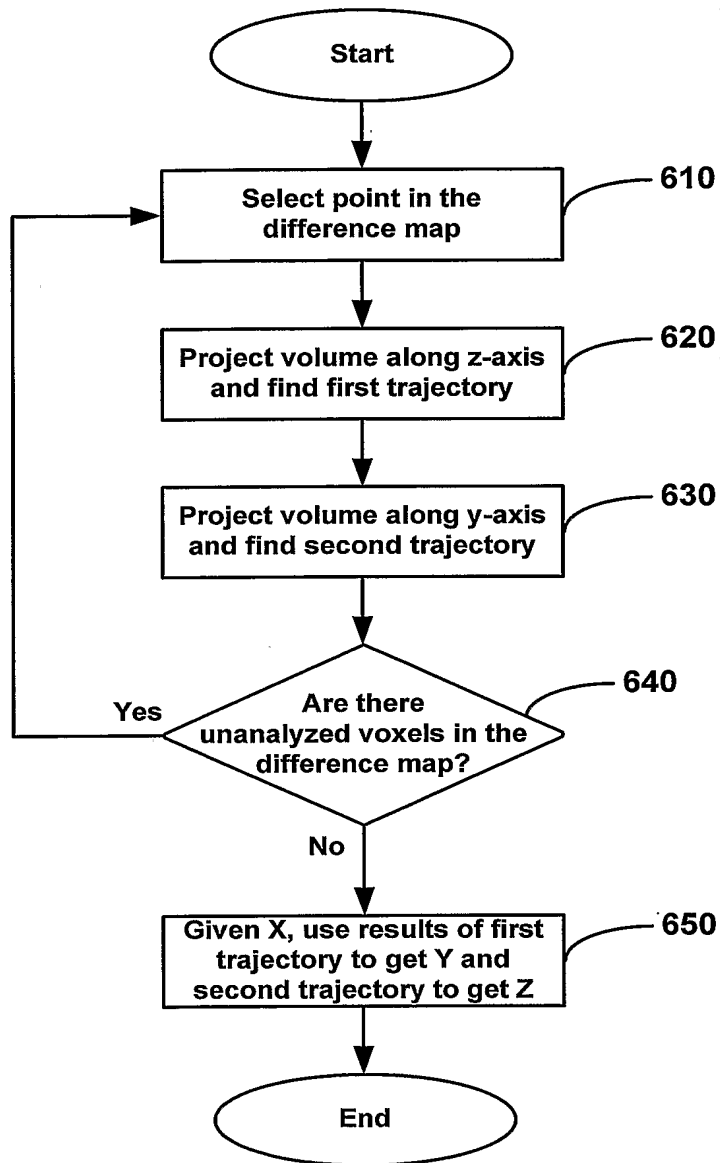 Start
610
Select point in the
difference map
620
Project volume along z-axis
and find first trajectory
630
Project volume along y-axis
and find second trajectory
640
Yes
Are there
unanalyzed voxels in the
difference map?
No
650
Given X, use results of first
trajectory to get Y and
second trajectory to get Z
End